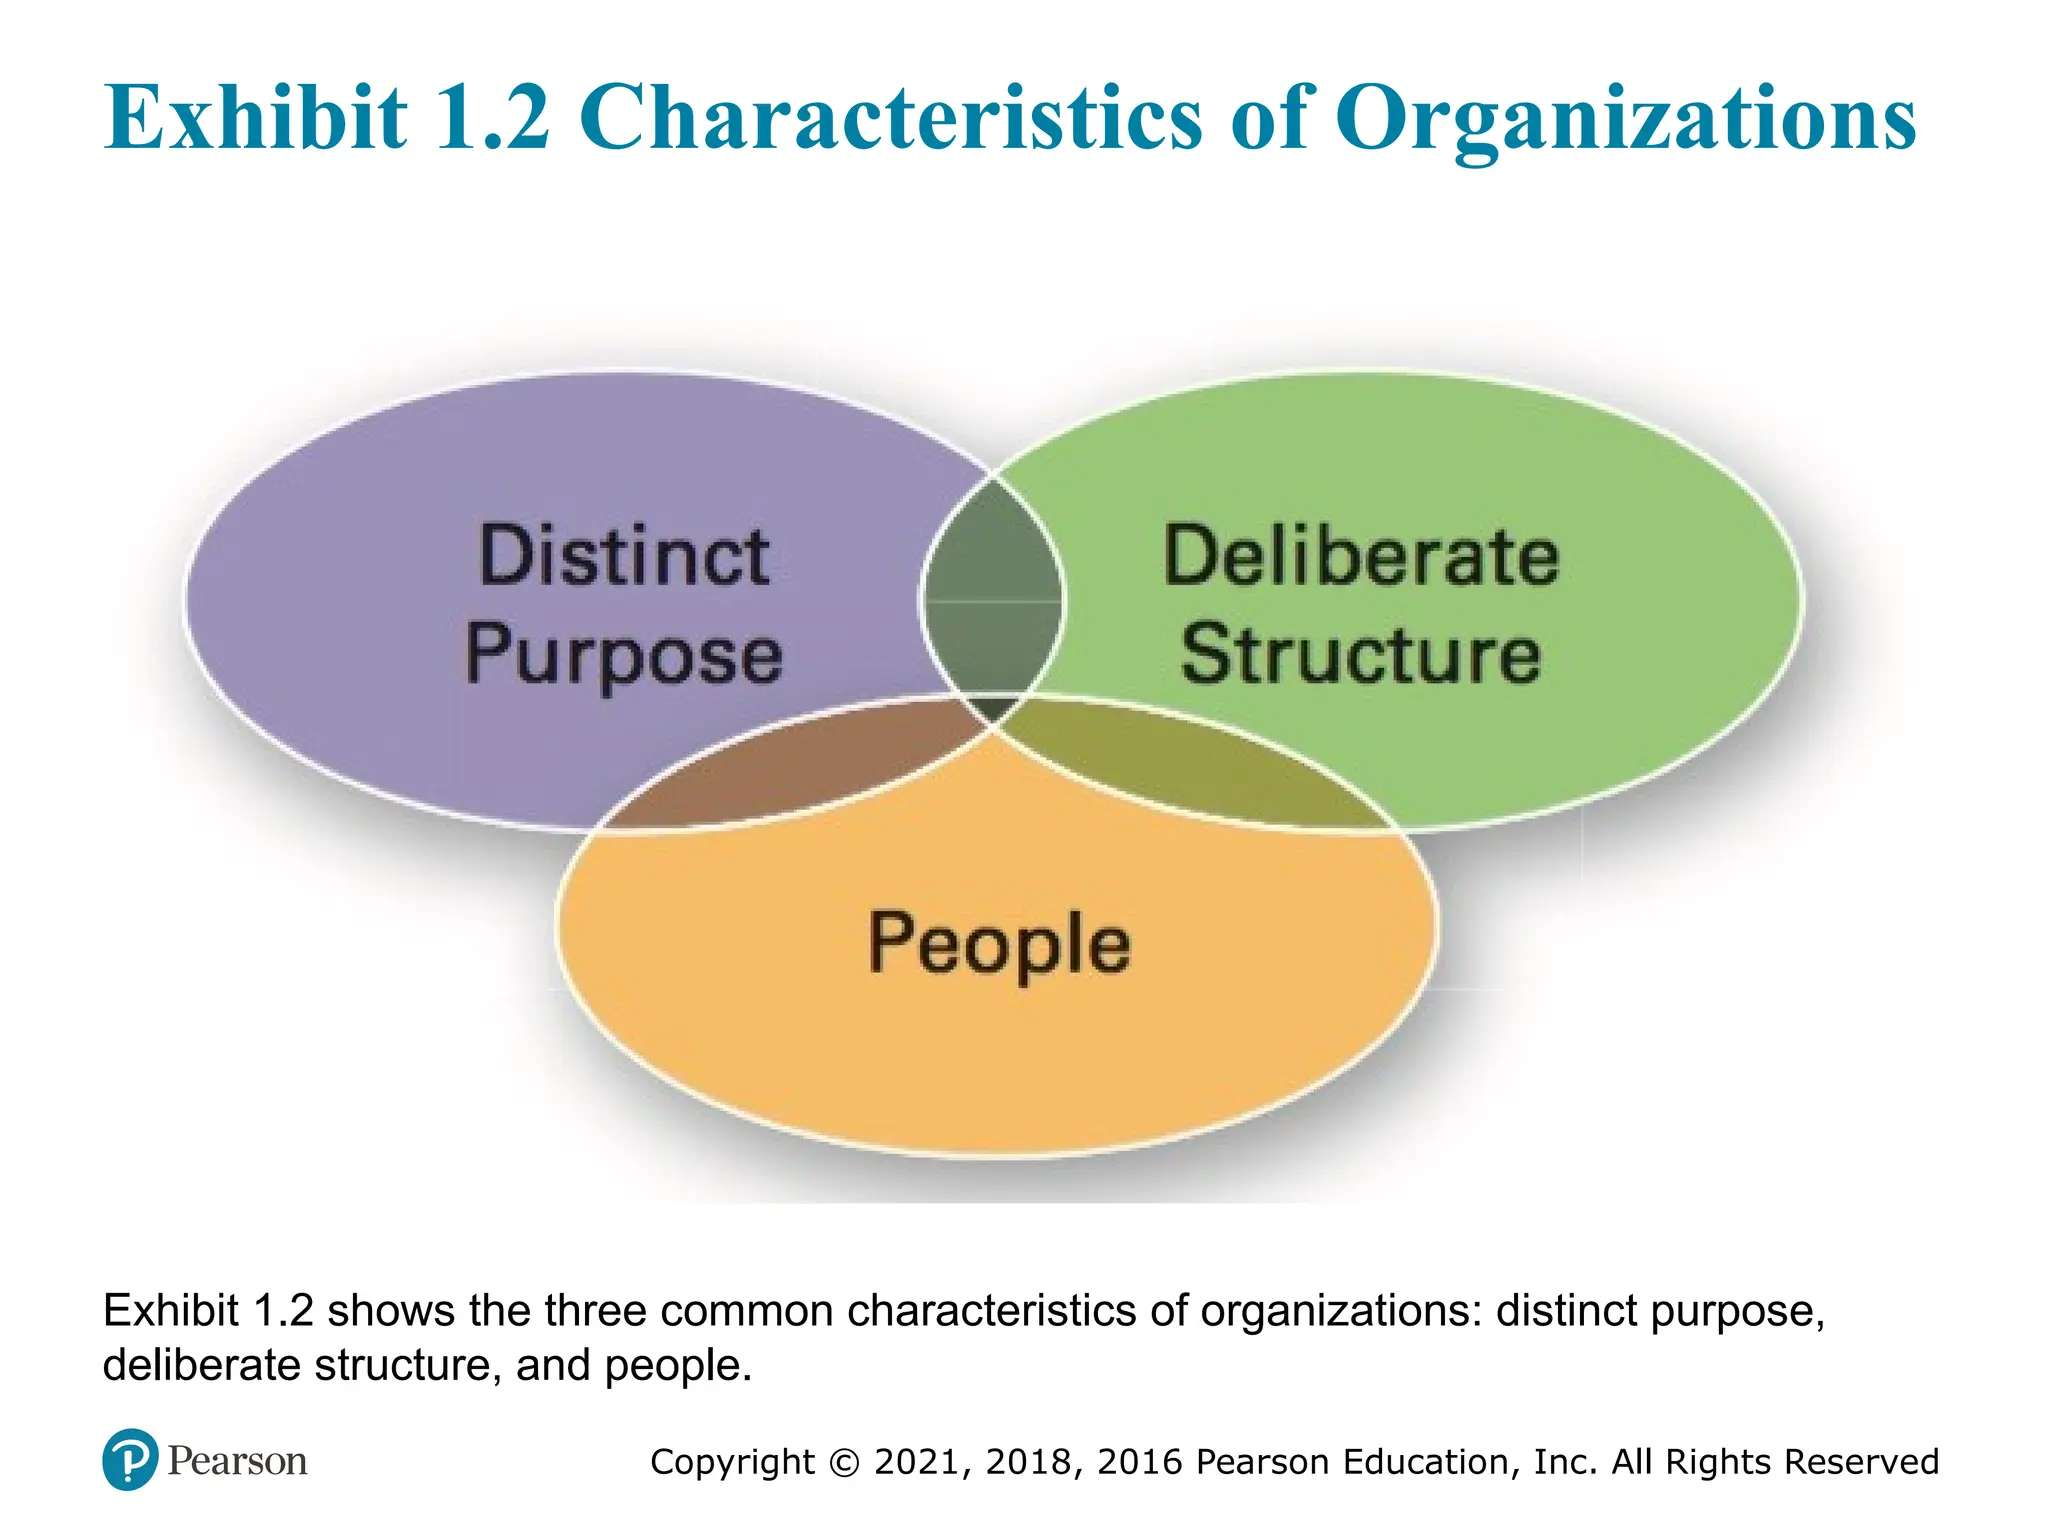 Exhibit 1.2 Characteristics of Organizations
Distinct
Purpose
Deliberate
Structure
People
Exhibit 1.2 shows the three common characteristics of organizations: distinct purpose,
deliberate structure, and people.
Pearson
Copyright © 2021, 2018, 2016 Pearson Education, Inc. All Rights Reserved